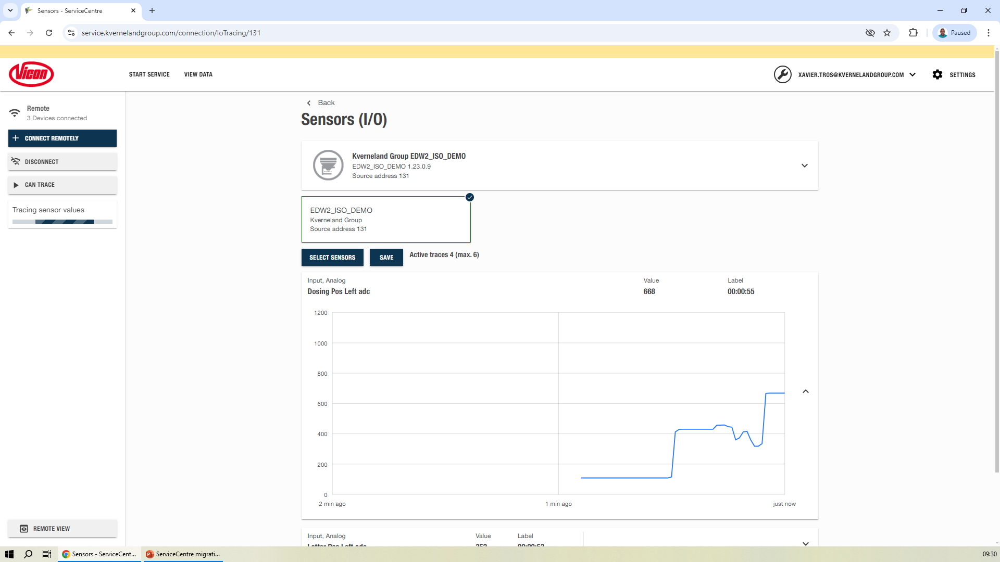 Sensors - ServiceCentre
service.kvernelandgroup.com/connection/IoTracing/131
Paused
Vicon
START SERVICE
VIEW DATA
XAVIER.TROS@KVERNELANDGROUP.COM
SETTINGS
Remote
3 Devices connected
CONNECT REMOTELY
DISCONNECT
CAN TRACE
Tracing sensor values
REMOTE VIEW
Back
Sensors (I/O)
Kverneland Group EDW2_ISO_DEMO
EDW2_ISO_DEMO 1.23.0.9
Source address 131
EDW2_ISO_DEMO
Kverneland Group
Source address 131
SELECT SENSORS
SAVE
Active traces 4 (max. 6)
Input, Analog
Dosing Pos Left adc
Value
668
Label
00:00:55
1200
1000
800
600
400
200
0
2 min ago
1 min ago
just now
Input, Analog
Value
Label
Sensors - ServiceCent...
ServiceCentre migrati...
09:30